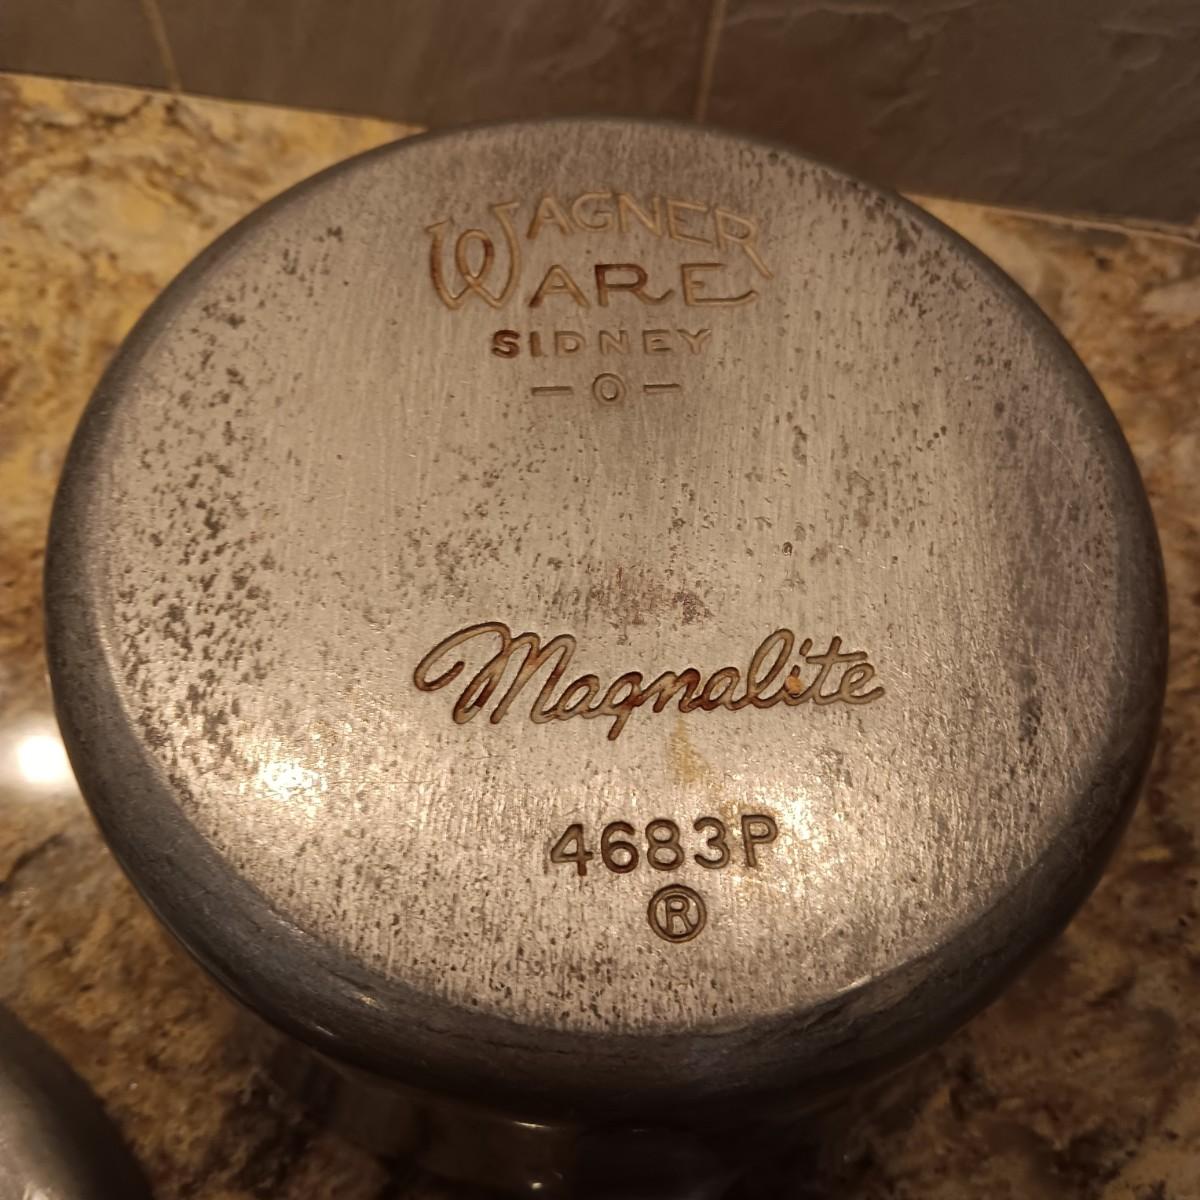 WAGNER
WARE
SIDNEY
-O-
Magnalite
4683P
®